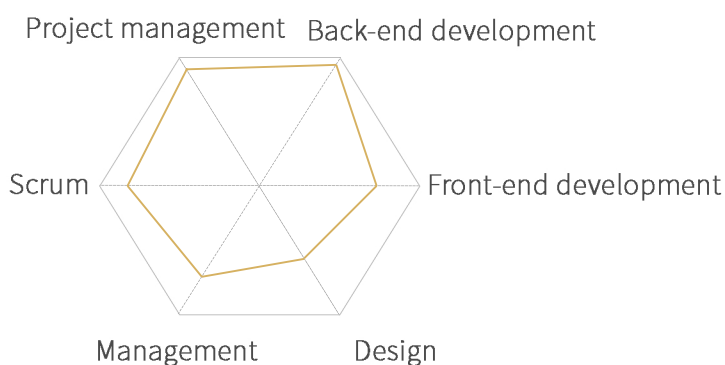 Project management
Back-end development
Scrum
Front-end development
Management
Design